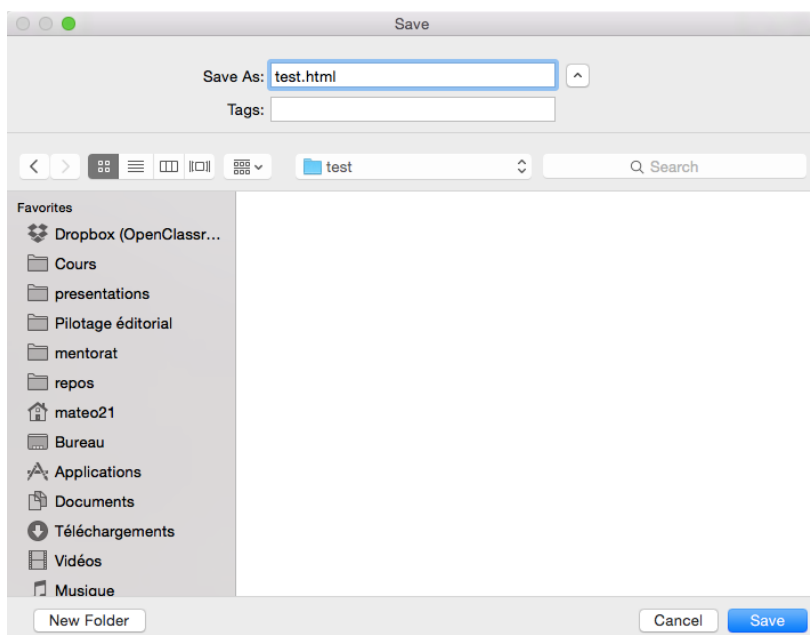 Save
Save As: test.html
Tags:
test
Search
Favorites
Dropbox (OpenClassr...
Cours
presentations
Pilotage éditorial
mentorat
repos
mateo21
Bureau
Applications
Documents
Téléchargements
Vidéos
Musique
New Folder
Cancel Save